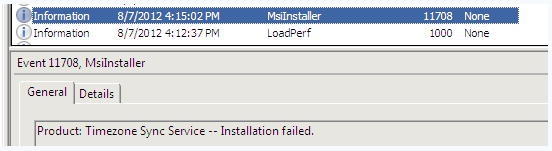 Information 8/7/2012 4:15:02 PM MsiInstaller 11708 None
Information 8/7/2012 4:12:37 PM LoadPerf 1000 None
Event 11708, MsiInstaller
General Details
Product: Timezone Sync Service -- Installation failed.